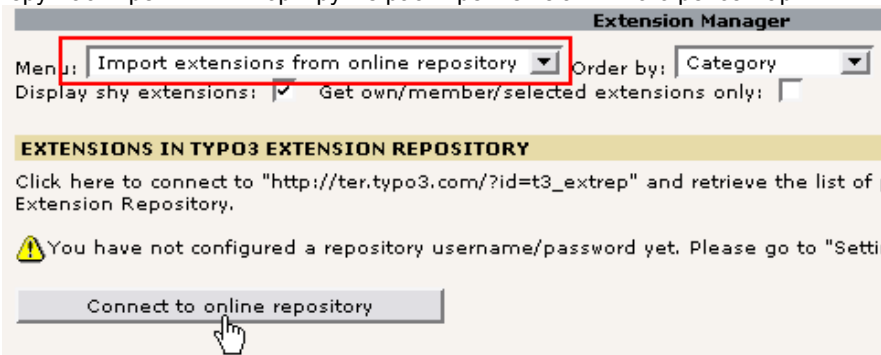 Extension Manager
Menu: Import extensions from online repository Order by: Category
Display shy extensions: Get own/member/selected extensions only:
EXTENSIONS IN TYPO3 EXTENSION REPOSITORY
Click here to connect to "http://ter.typo3.com/?id=t3_extrep" and retrieve the list of
Extension Repository.
You have not configured a repository username/password yet. Please go to "Setti
Connect to online repository